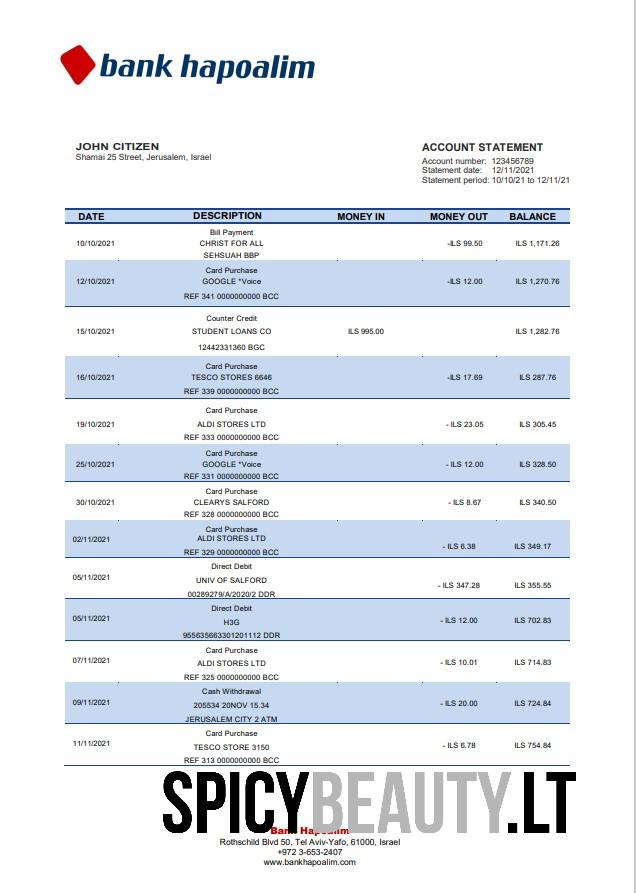 bank hapoalim
JOHN CITIZEN
Shamai 25 Street, Jerusalem, Israel
ACCOUNT STATEMENT
Account number: 123456789
Statement date: 12/11/2021
Statement period: 10/10/21 to 12/11/21
DATE DESCRIPTION MONEY IN MONEY OUT BALANCE
Bill Payment
10/10/2021 CHRIST FOR ALL -ILS 99.50 ILS 1,171.26
SEHSUAH BBP
Card Purchase
12/10/2021 GOOGLE *Voice -ILS 12.00 ILS 1,270.76
REF 341 0000000000 BCC
Counter Credit
15/10/2021 STUDENT LOANS CO ILS 995.00 ILS 1,282.76
12442331360 BGC
Card Purchase
16/10/2021 TESCO STORES 6646 -ILS 17.69 ILS 287.76
REF 339 0000000000 BCC
Card Purchase
19/10/2021 ALDI STORES LTD - ILS 23.05 ILS 305.45
REF 333 0000000000 BCC
Card Purchase
25/10/2021 GOOGLE *Voice - ILS 12.00 ILS 328.50
REF 331 0000000000 BCC
Card Purchase
30/10/2021 CLEARYS SALFORD - ILS 8.67 ILS 340.50
REF 328 0000000000 BCC
Card Purchase
02/11/2021 ALDI STORES LTD - ILS 6.38 ILS 349.17
REF 329 0000000000 BCC
Direct Debit
05/11/2021 UNIV OF SALFORD - ILS 347.28 ILS 355.55
00289279/A/2020/2 DDR
Direct Debit
05/11/2021 H3G - ILS 12.00 ILS 702.83
955635663301201112 DDR
Card Purchase
07/11/2021 ALDI STORES LTD - ILS 10.01 ILS 714.83
REF 325 0000000000 BCC
Cash Withdrawal
09/11/2021 205534 20NOV 15.34 - ILS 20.00 ILS 724.84
JERUSALEM CITY 2 ATM
Card Purchase
11/11/2021 TESCO STORE 3150 - ILS 6.78 ILS 754.84
REF 313 0000000000 BCC
SPICYBEAUTY.LT
Bank Hapoalim
Rothschild Blvd 50, Tel Aviv-Yafo, 61000, Israel
+972 3-653-2407
www.bankhapoalim.com